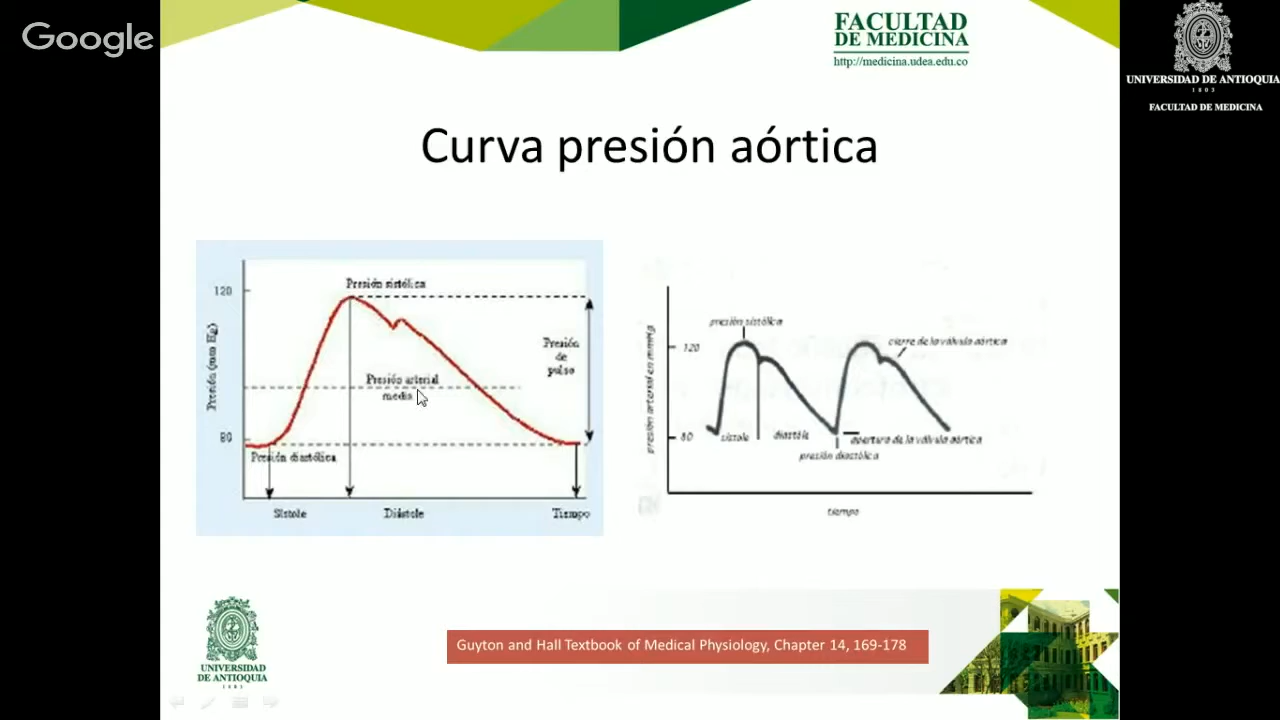 Google
FACULTAD
DE MEDICINA
http://medicina.udea.edu.co
UNIVERSIDAD DE ANTIOQUIA
1803
FACULTAD DE MEDICINA
Curva presión aórtica
Presión (mm Hg)
120
80
Presión sistólica
Presión
de
pulso
Presión arterial
media
Presión diastólica
Sístole
Diástole
Tiempo
presión arterial en mmHg
120
80
presión sistólica
cierre de la válvula aórtica
sístole
diastóle
apertura de la válvula aórtica
presión diastólica
tiempo
UNIVERSIDAD
DE ANTIOQUIA
1803
Guyton and Hall Textbook of Medical Physiology, Chapter 14, 169-178